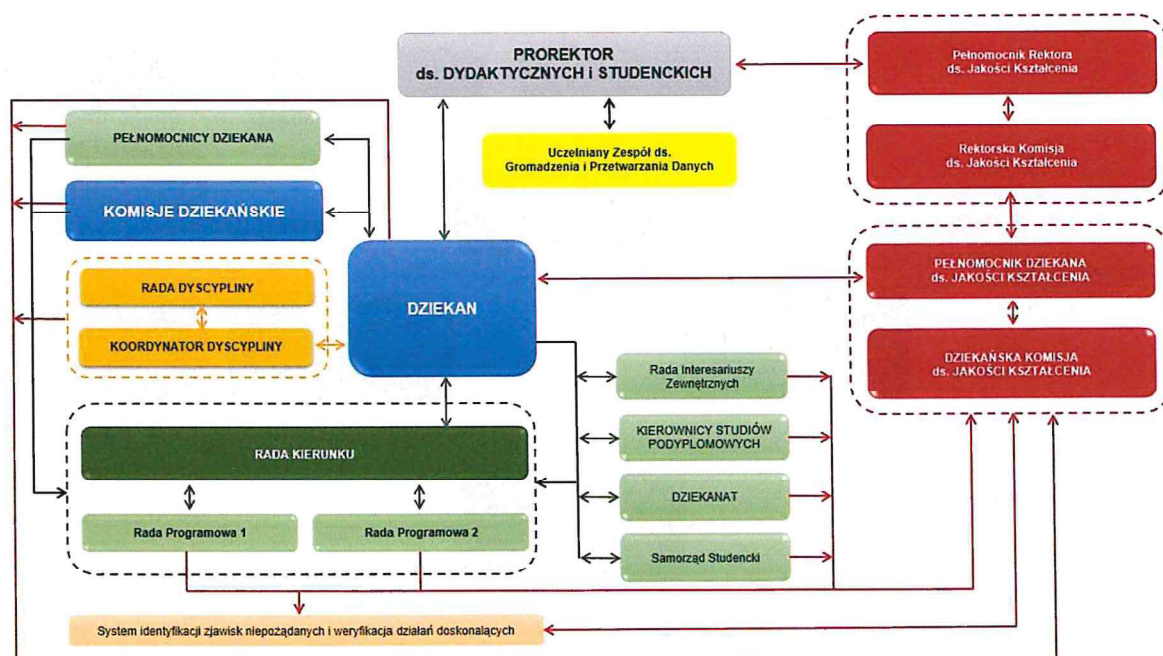 PROREKTOR
ds. DYDAKTYCZNYCH i STUDENCKICH
Pełnomocnik Rektora
ds. Jakości Kształcenia
PEŁNOMOCNICY DZIEKANA
Uczelniany Zespół ds.
Gromadzenia i Przetwarzania Danych
Rektorska Komisja
ds. Jakości Kształcenia
KOMISJE DZIEKAŃSKIE
RADA DYSCYPLINY
KOORDYNATOR DYSCYPLINY
DZIEKAN
PEŁNOMOCNIK DZIEKANA
ds. JAKOŚCI KSZTAŁCENIA
DZIEKAŃSKA KOMISJA
ds. JAKOŚCI KSZTAŁCENIA
Rada Interesariuszy
Zewnętrznych
KIEROWNICY STUDIÓW
PODYPLOMOWYCH
RADA KIERUNKU
DZIEKANAT
Rada Programowa 1
Rada Programowa 2
Samorząd Studencki
System identyfikacji zjawisk niepożądanych i weryfikacja działań doskonalących